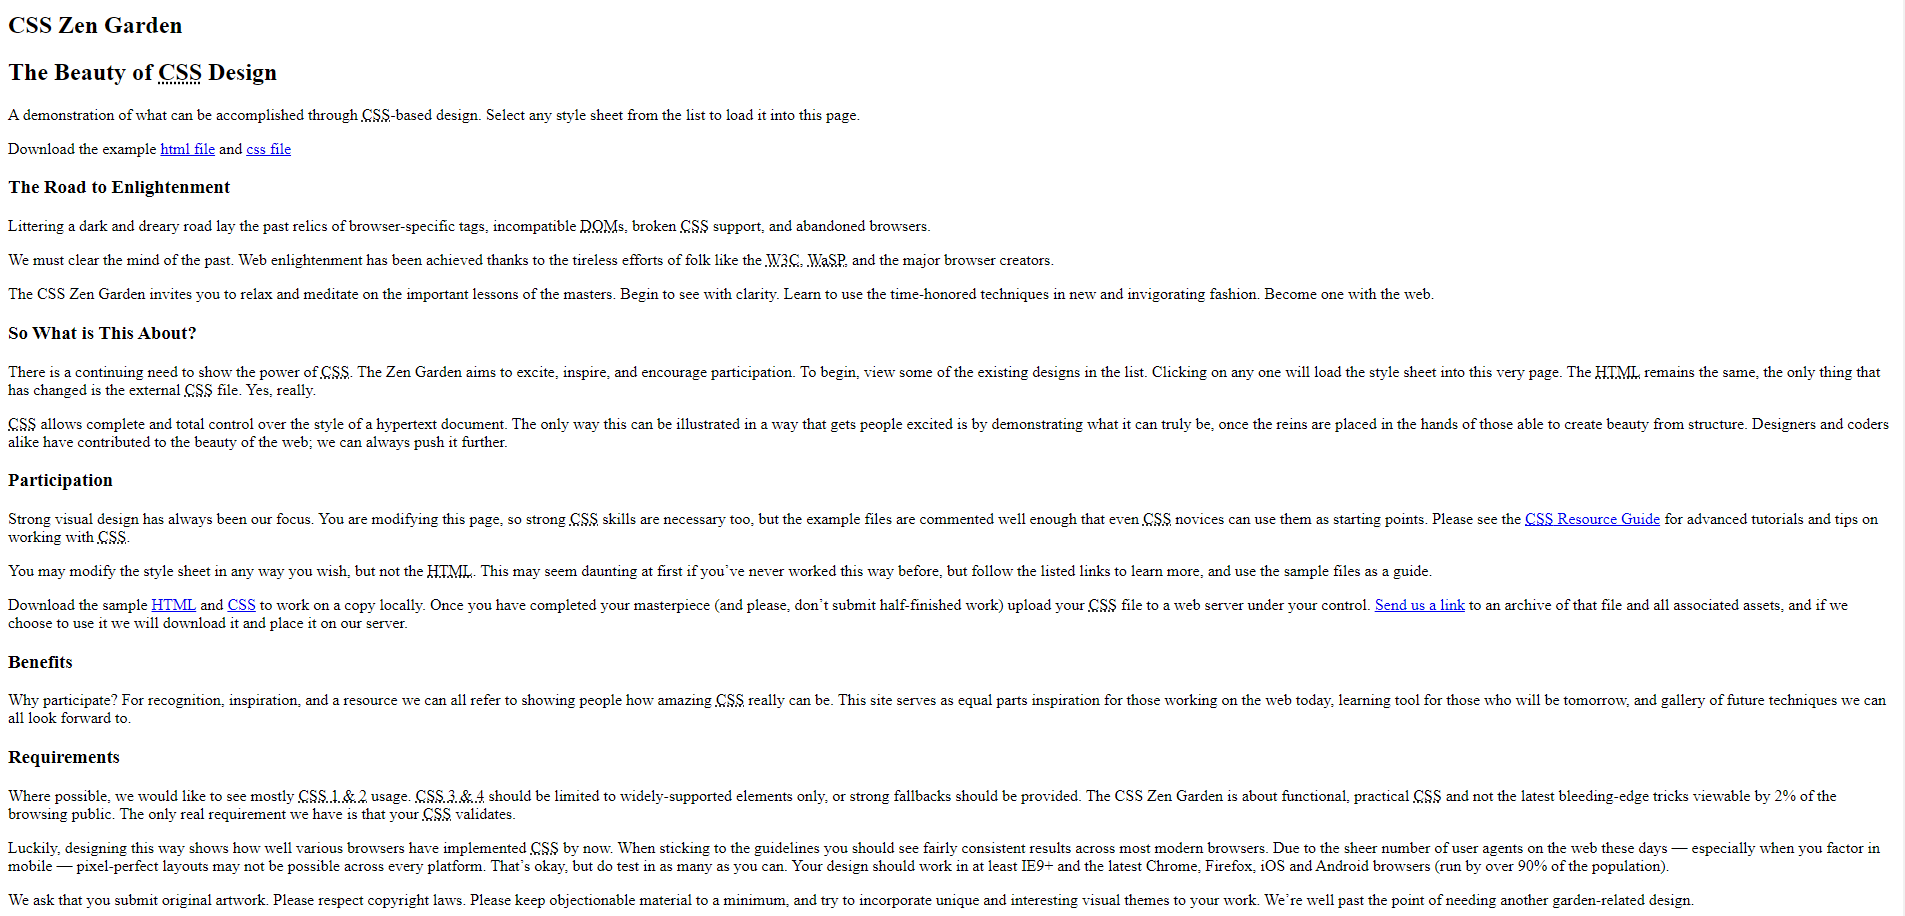 CSS Zen Garden
The Beauty of CSS Design
A demonstration of what can be accomplished through CSS-based design. Select any style sheet from the list to load it into this page.
Download the example html file and css file
The Road to Enlightenment
Littering a dark and dreary road lay the past relics of browser-specific tags, incompatible DOMs, broken CSS support, and abandoned browsers.
We must clear the mind of the past. Web enlightenment has been achieved thanks to the tireless efforts of folk like the W3C, WaSP, and the major browser creators.
The CSS Zen Garden invites you to relax and meditate on the important lessons of the masters. Begin to see with clarity. Learn to use the time-honored techniques in new and invigorating fashion. Become one with the web.
So What is This About?
There is a continuing need to show the power of CSS. The Zen Garden aims to excite, inspire, and encourage participation. To begin, view some of the existing designs in the list. Clicking on any one will load the style sheet into this very page. The HTML remains the same, the only thing that
has changed is the external CSS file. Yes, really.
CSS allows complete and total control over the style of a hypertext document. The only way this can be illustrated in a way that gets people excited is by demonstrating what it can truly be, once the reins are placed in the hands of those able to create beauty from structure. Designers and coders
alike have contributed to the beauty of the web; we can always push it further.
Participation
Strong visual design has always been our focus. You are modifying this page, so strong CSS skills are necessary too, but the example files are commented well enough that even CSS novices can use them as starting points. Please see the CSS Resource Guide for advanced tutorials and tips on
working with CSS.
You may modify the style sheet in any way you wish, but not the HTML. This may seem daunting at first if you’ve never worked this way before, but follow the listed links to learn more, and use the sample files as a guide.
Download the sample HTML and CSS to work on a copy locally. Once you have completed your masterpiece (and please, don’t submit half-finished work) upload your CSS file to a web server under your control. Send us a link to an archive of that file and all associated assets, and if we
choose to use it we will download it and place it on our server.
Benefits
Why participate? For recognition, inspiration, and a resource we can all refer to showing people how amazing CSS really can be. This site serves as equal parts inspiration for those working on the web today, learning tool for those who will be tomorrow, and gallery of future techniques we can
all look forward to.
Requirements
Where possible, we would like to see mostly CSS 1 & 2 usage. CSS 3 & 4 should be limited to widely-supported elements only, or strong fallbacks should be provided. The CSS Zen Garden is about functional, practical CSS and not the latest bleeding-edge tricks viewable by 2% of the
browsing public. The only real requirement we have is that your CSS validates.
Luckily, designing this way shows how well various browsers have implemented CSS by now. When sticking to the guidelines you should see fairly consistent results across most modern browsers. Due to the sheer number of user agents on the web these days — especially when you factor in
mobile — pixel-perfect layouts may not be possible across every platform. That’s okay, but do test in as many as you can. Your design should work in at least IE9+ and the latest Chrome, Firefox, iOS and Android browsers (run by over 90% of the population).
We ask that you submit original artwork. Please respect copyright laws. Please keep objectionable material to a minimum, and try to incorporate unique and interesting visual themes to your work. We’re well past the point of needing another garden-related design.